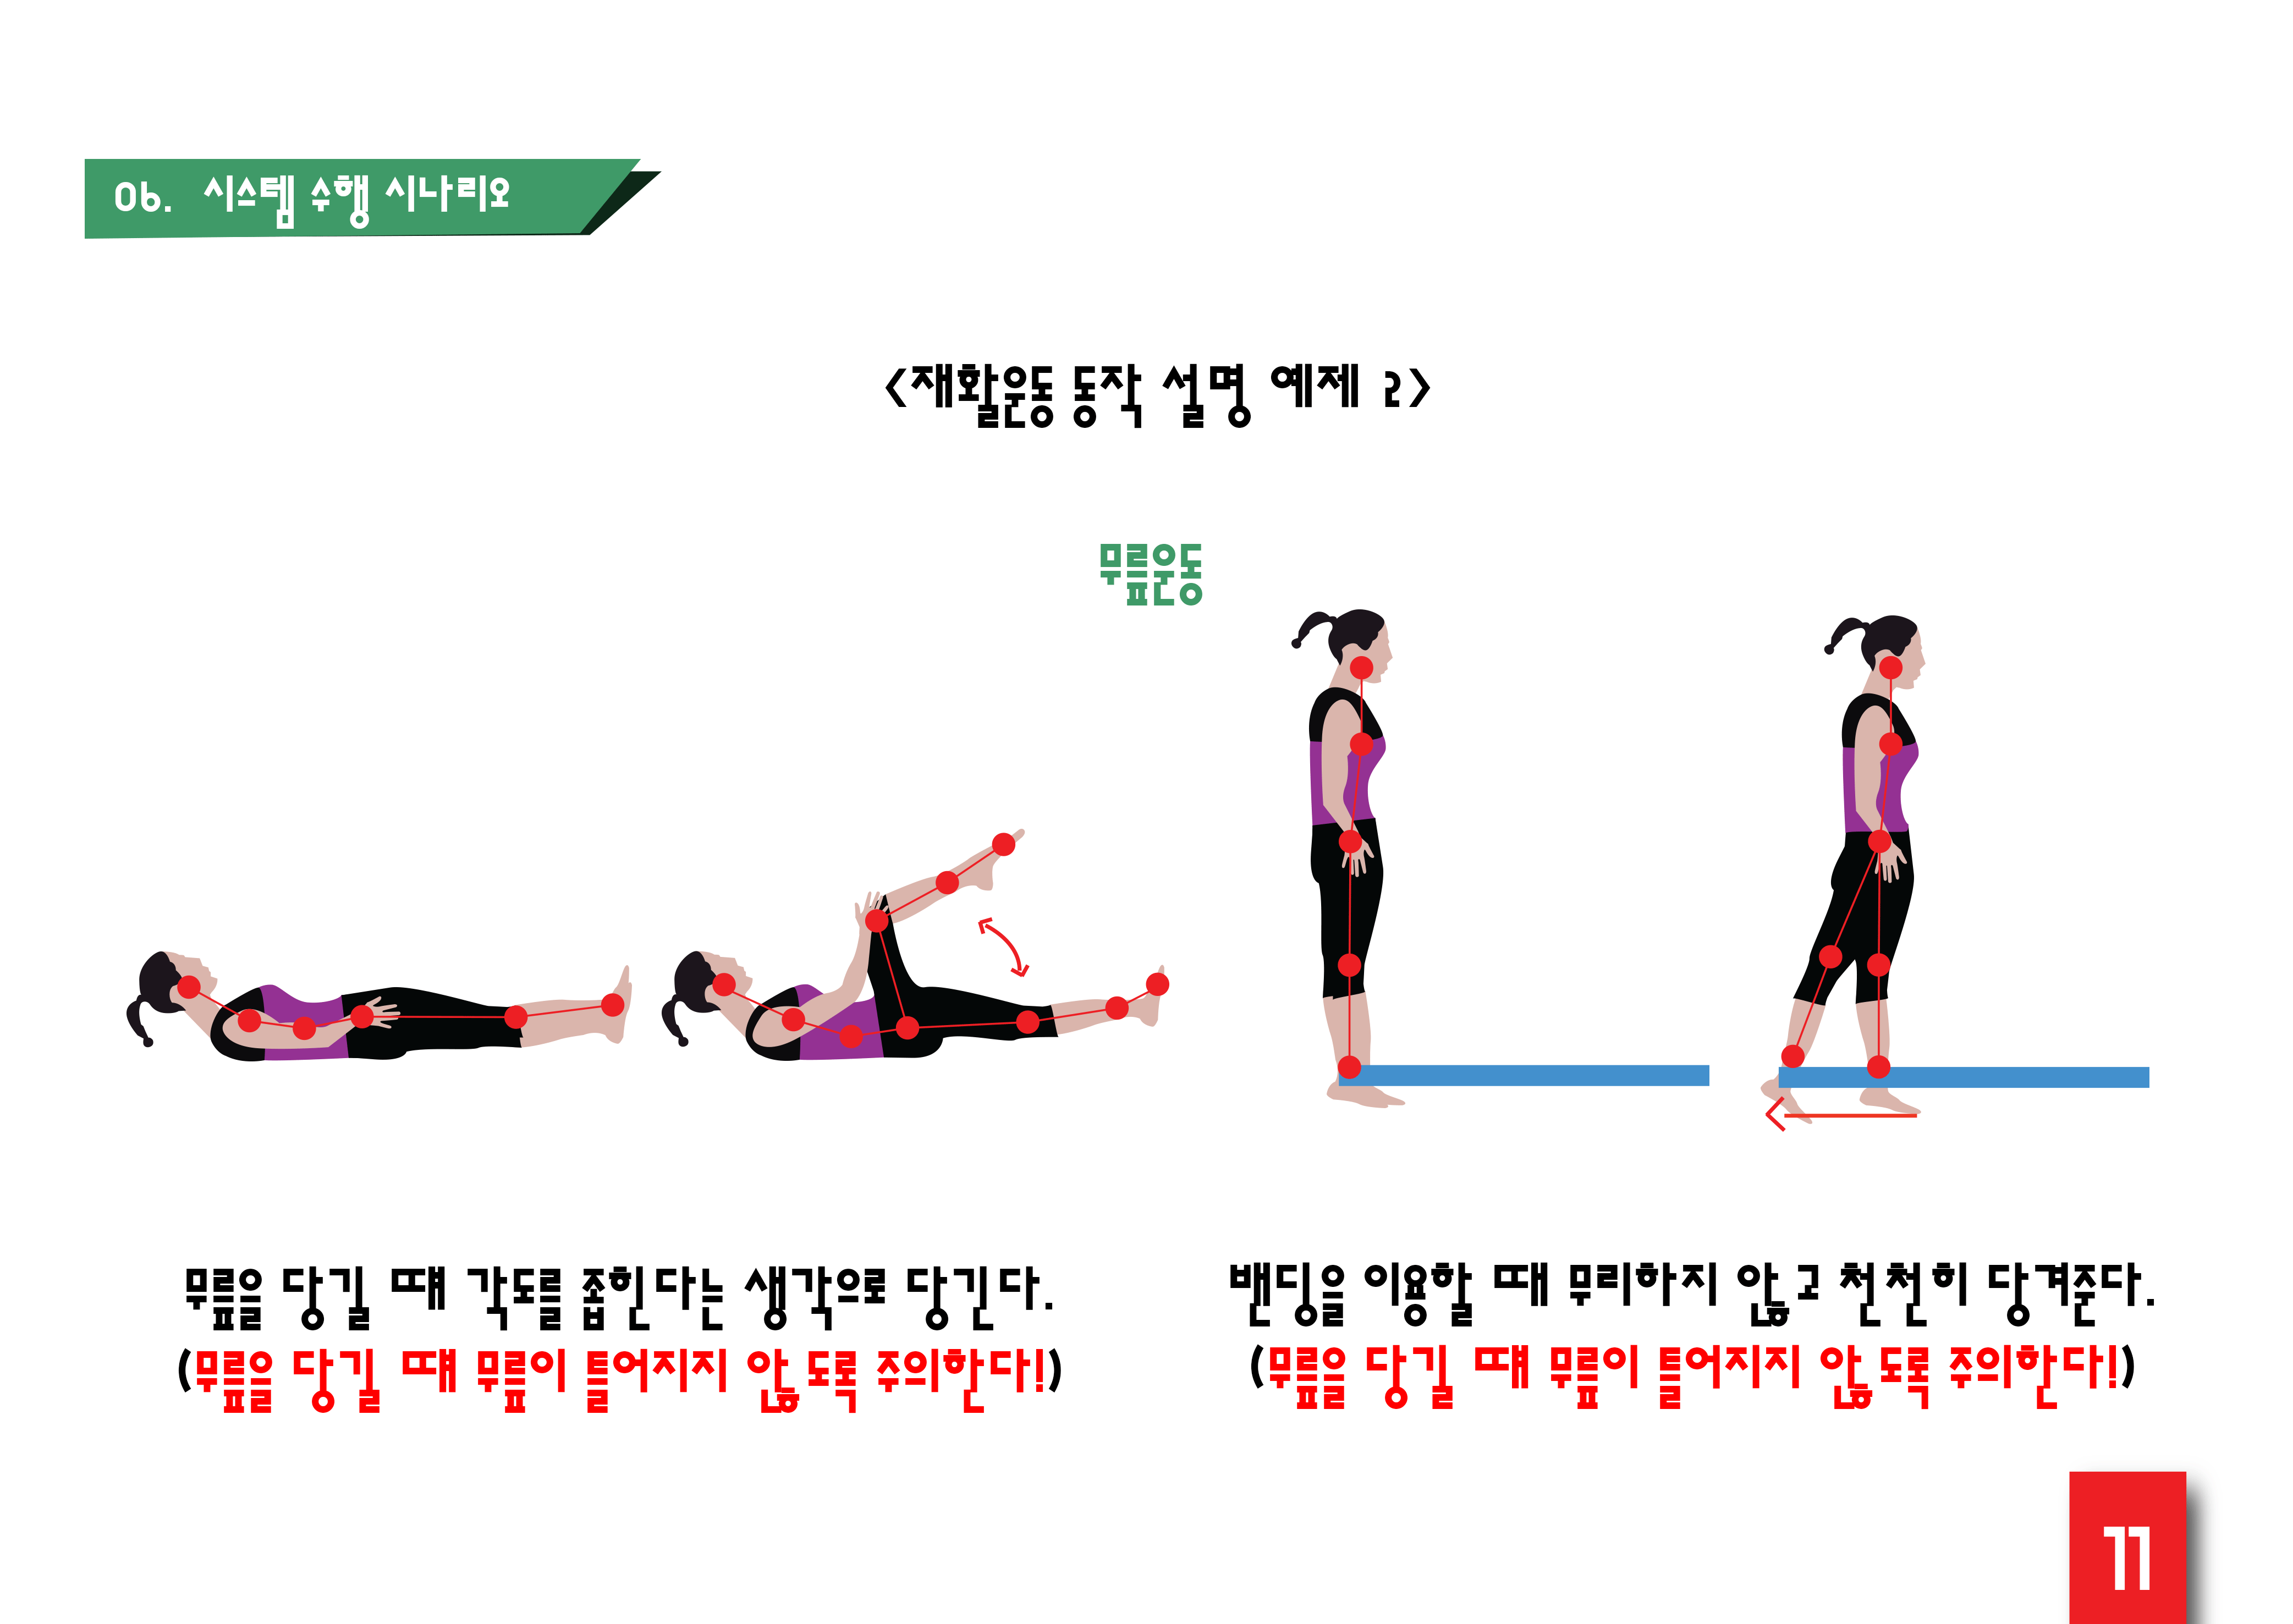 06. 시스템 수행 시나리오
<재활운동 동작 설명 예제 2>
무릎운동
무릎을 당길 떄 각도를 좁힌다는 생각으로 당긴다.
(무릎을 당길 떄 무릎이 틀어지지 않도록 주의한다!)
밴딩을 이용할 때 무리하지 않고 천천히 당겨준다.
(무릎을 당길 떄 무릎이 틀어지지 않도록 주의한다!)
11